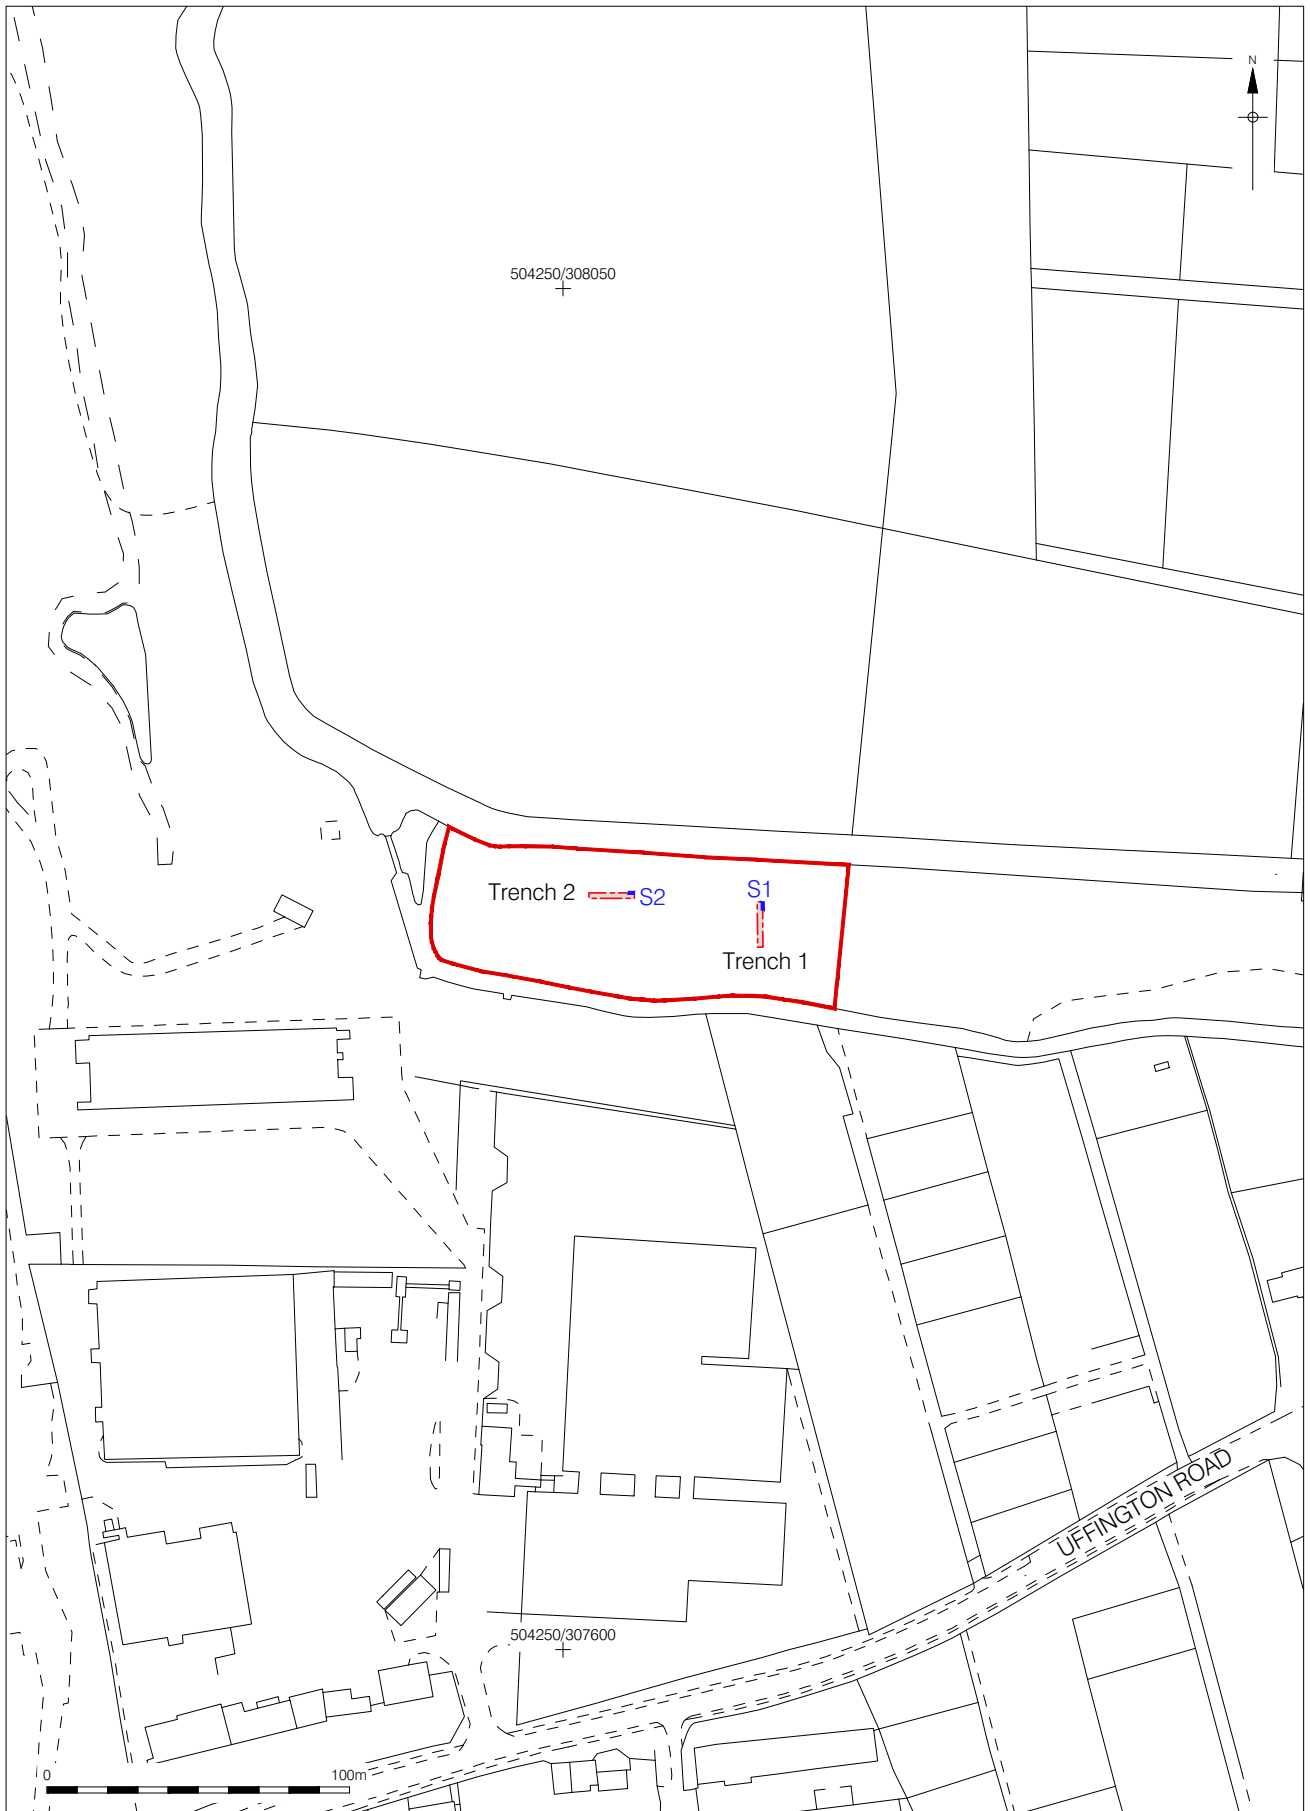 N
504250/308050
S1
Trench 2
S2
Trench 1
UFFINGTON ROAD
504250/307600
0 100m